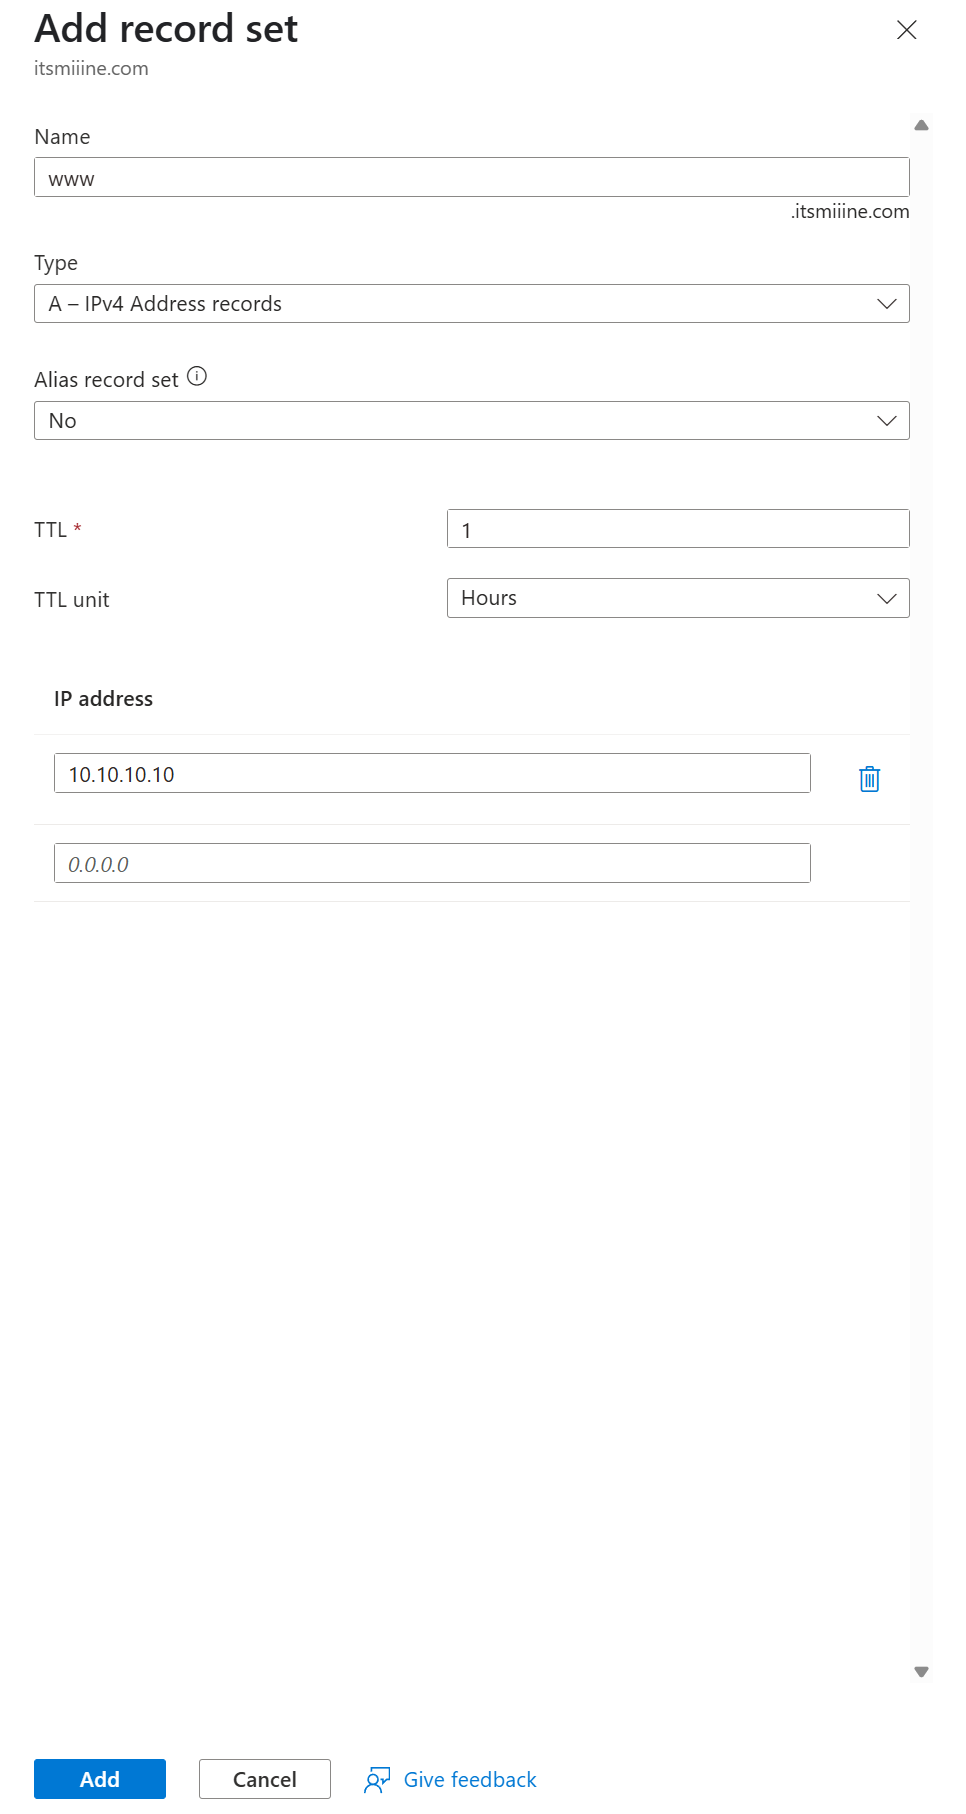 Add record set
itsmiiine.com
Name
www
.itsmiiine.com
Type
A – IPv4 Address records
Alias record set
No
TTL *
1
TTL unit
Hours
IP address
10.10.10.10
0.0.0.0
Add
Cancel
Give feedback